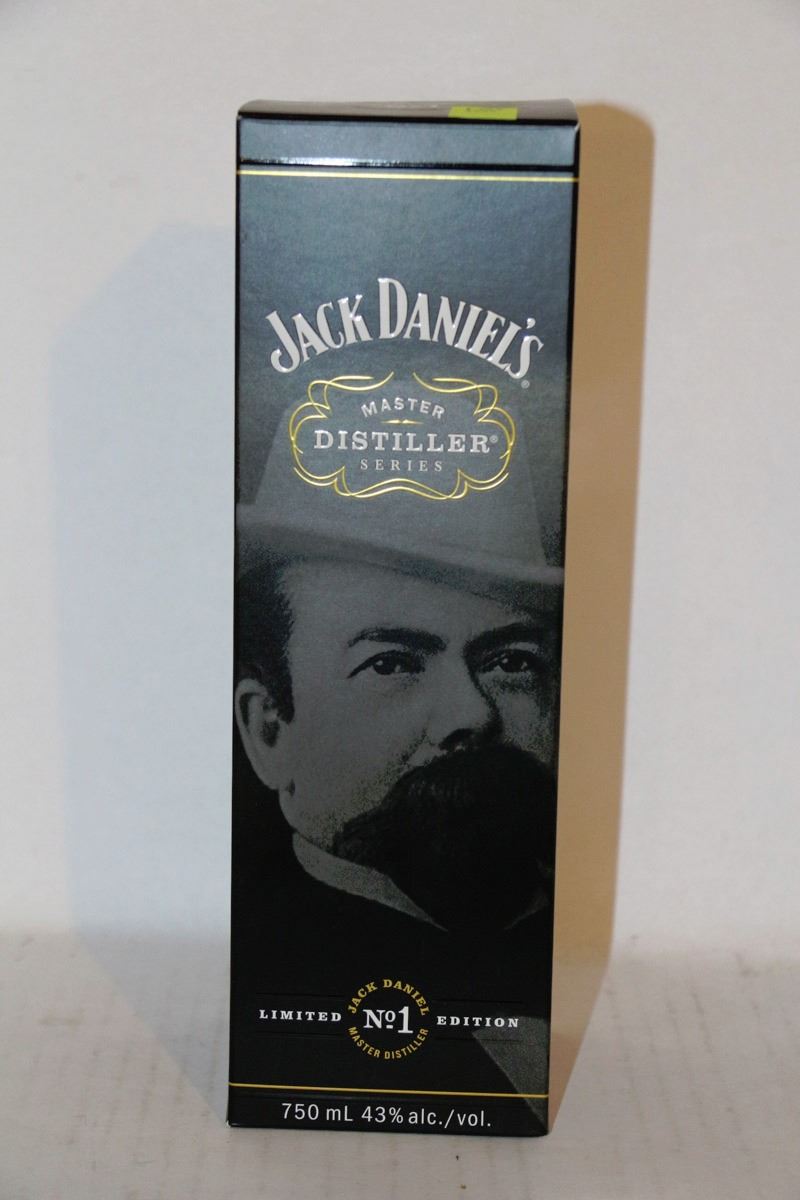 JACK DANIEL'S®
MASTER
DISTILLER®
SERIES
JACK DANIEL
LIMITED Nº1 EDITION
MASTER DISTILLER
750 mL 43% alc./vol.